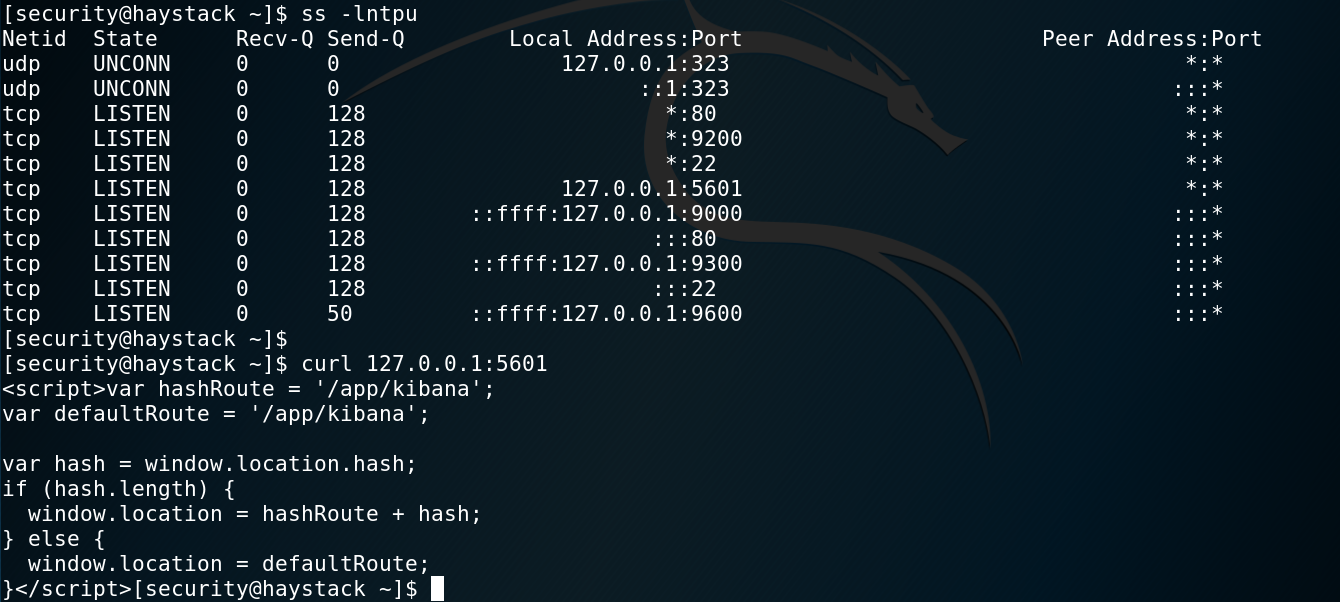 [security@haystack ~]$ ss -lntpu
Netid  State      Recv-Q Send-Q        Local Address:Port                       Peer Address:Port
udp    UNCONN     0      0                 127.0.0.1:323                                   *:*
udp    UNCONN     0      0                       ::1:323                                  :::*
tcp    LISTEN     0      128                       *:80                                    *:*
tcp    LISTEN     0      128                       *:9200                                  *:*
tcp    LISTEN     0      128                       *:22                                    *:*
tcp    LISTEN     0      128               127.0.0.1:5601                                  *:*
tcp    LISTEN     0      128        ::ffff:127.0.0.1:9000                                 :::*
tcp    LISTEN     0      128                      :::80                                   :::*
tcp    LISTEN     0      128        ::ffff:127.0.0.1:9300                                 :::*
tcp    LISTEN     0      128                      :::22                                   :::*
tcp    LISTEN     0      50         ::ffff:127.0.0.1:9600                                 :::*
[security@haystack ~]$
[security@haystack ~]$ curl 127.0.0.1:5601
<script>var hashRoute = '/app/kibana';
var defaultRoute = '/app/kibana';

var hash = window.location.hash;
if (hash.length) {
  window.location = hashRoute + hash;
} else {
  window.location = defaultRoute;
}</script>[security@haystack ~]$